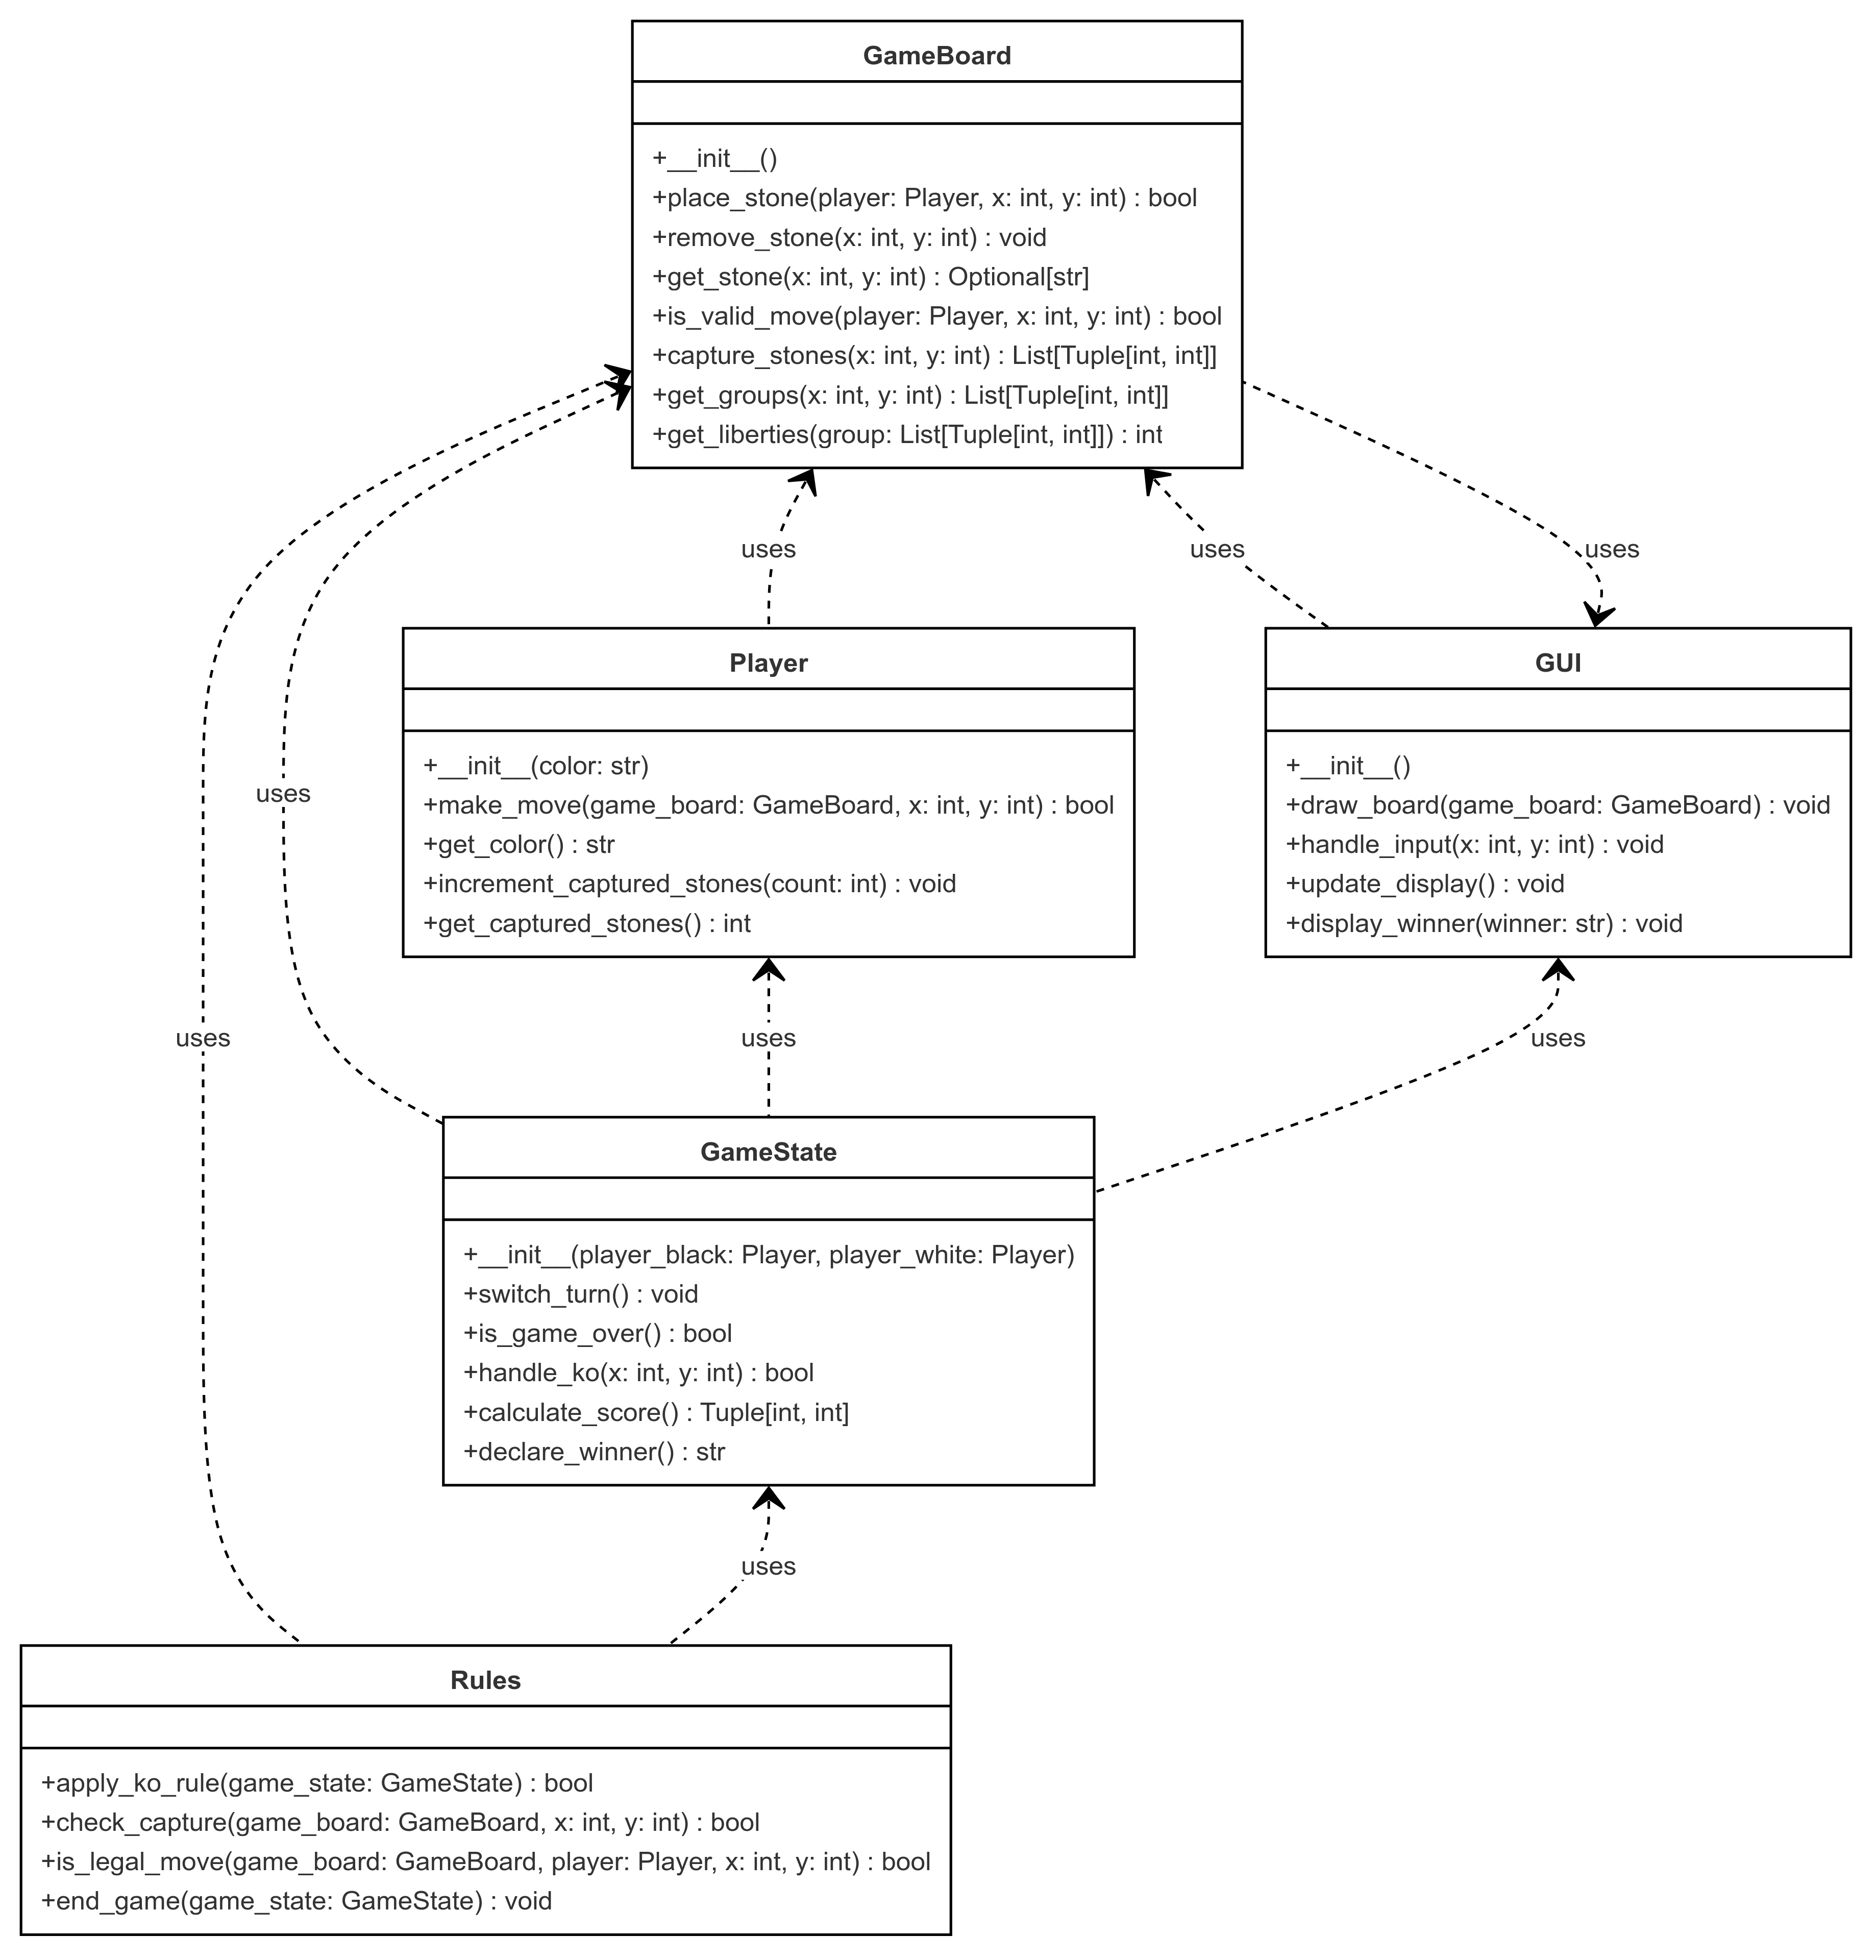 GameBoard
+__init__()
+place_stone(player: Player, x: int, y: int) : bool
+remove_stone(x: int, y: int) : void
+get_stone(x: int, y: int) : Optional[str]
+is_valid_move(player: Player, x: int, y: int) : bool
+capture_stones(x: int, y: int) : List[Tuple[int, int]]
+get_groups(x: int, y: int) : List[Tuple[int, int]]
+get_liberties(group: List[Tuple[int, int]]) : int
uses
uses
uses
Player
+__init__(color: str)
+make_move(game_board: GameBoard, x: int, y: int) : bool
+get_color() : str
+increment_captured_stones(count: int) : void
+get_captured_stones() : int
GUI
+__init__()
+draw_board(game_board: GameBoard) : void
+handle_input(x: int, y: int) : void
+update_display() : void
+display_winner(winner: str) : void
uses
uses
uses
uses
GameState
+__init__(player_black: Player, player_white: Player)
+switch_turn() : void
+is_game_over() : bool
+handle_ko(x: int, y: int) : bool
+calculate_score() : Tuple[int, int]
+declare_winner() : str
uses
Rules
+apply_ko_rule(game_state: GameState) : bool
+check_capture(game_board: GameBoard, x: int, y: int) : bool
+is_legal_move(game_board: GameBoard, player: Player, x: int, y: int) : bool
+end_game(game_state: GameState) : void